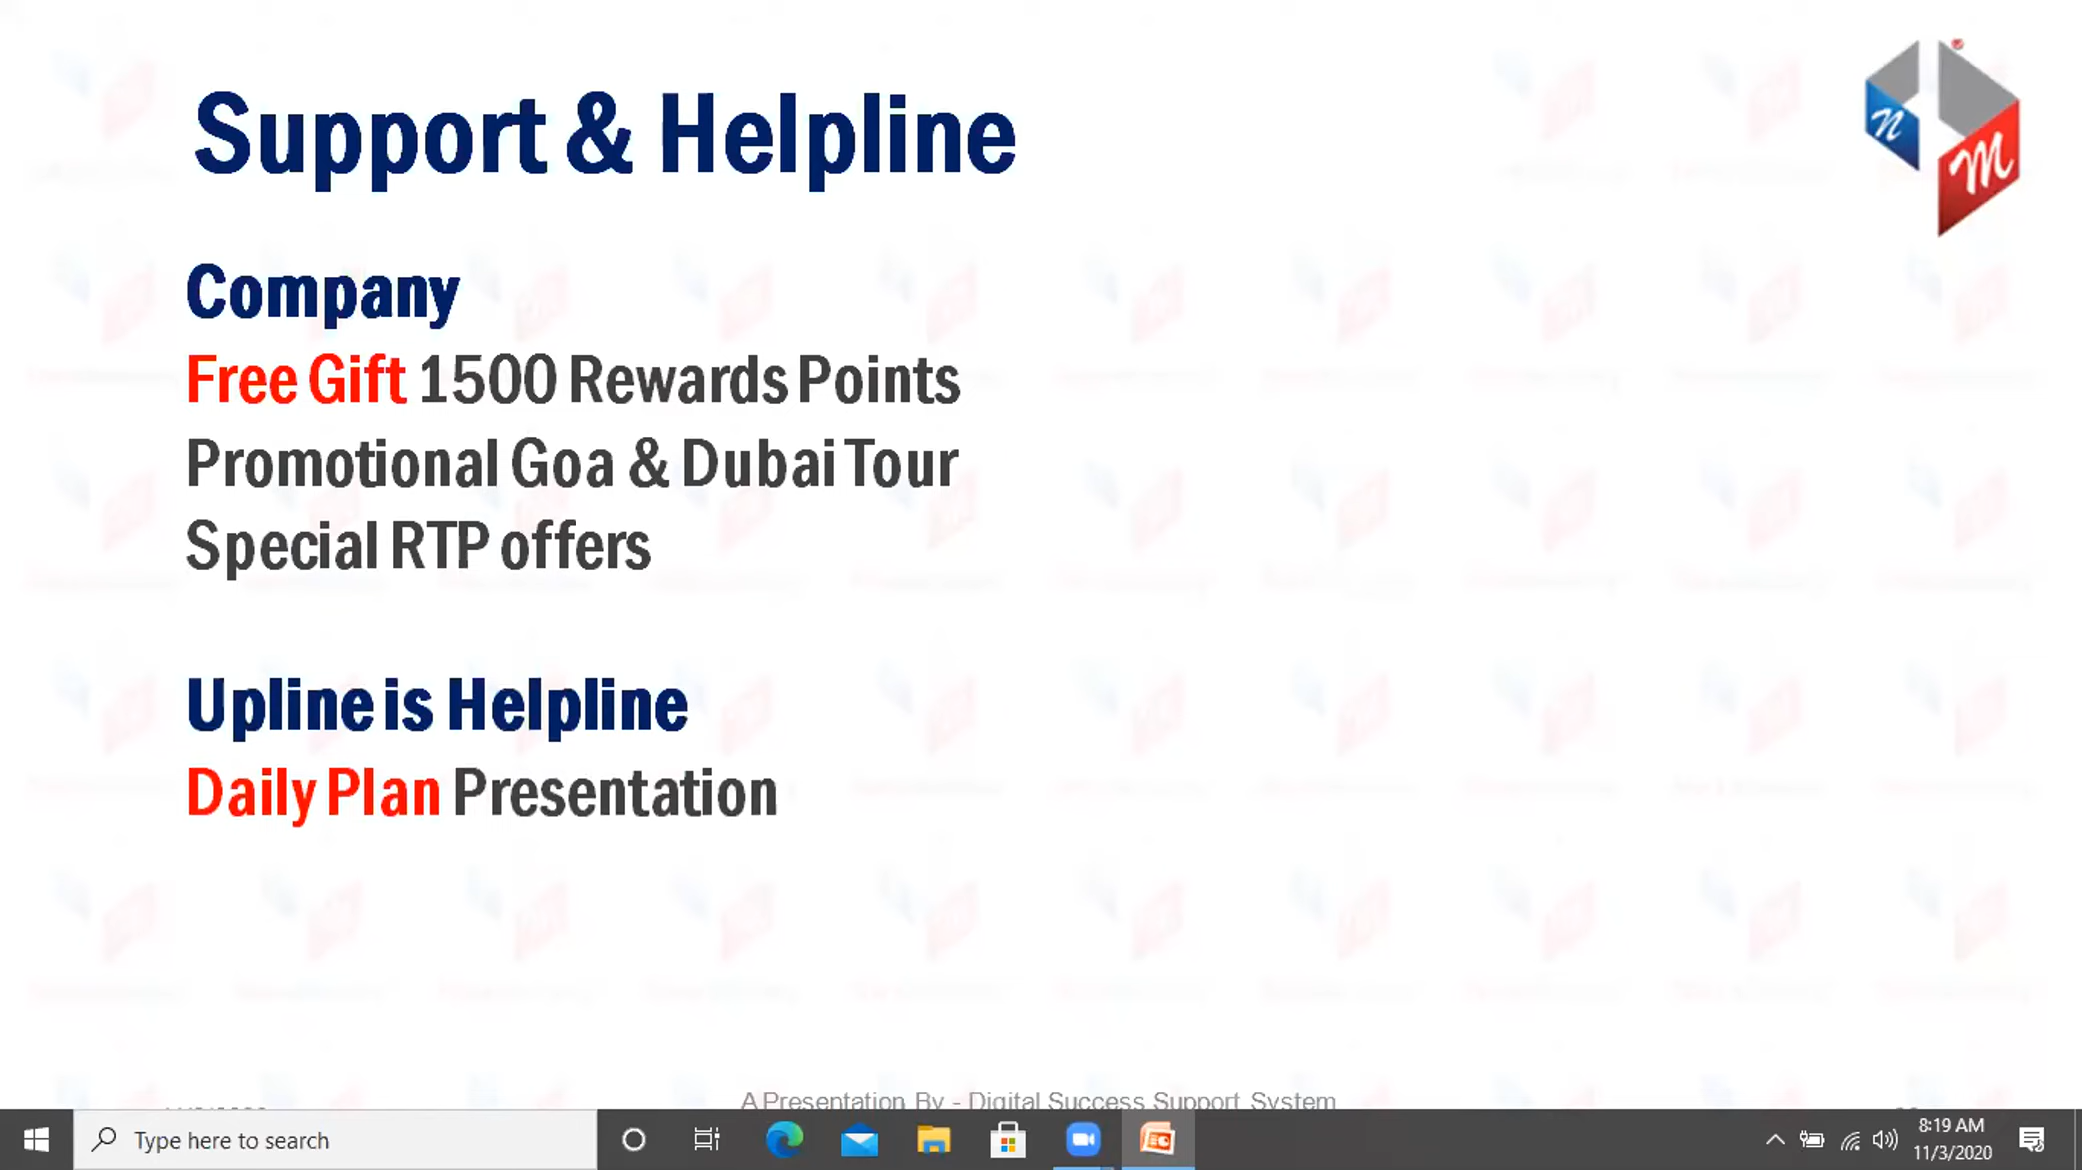 Support & Helpline
n
M
Company
Free Gift 1500 Rewards Points
Promotional Goa & Dubai Tour
Special RTP offers
Upline is Helpline
Daily Plan Presentation
A Presentation By - Digital Success Support System
Type here to search
8:19 AM
11/3/2020